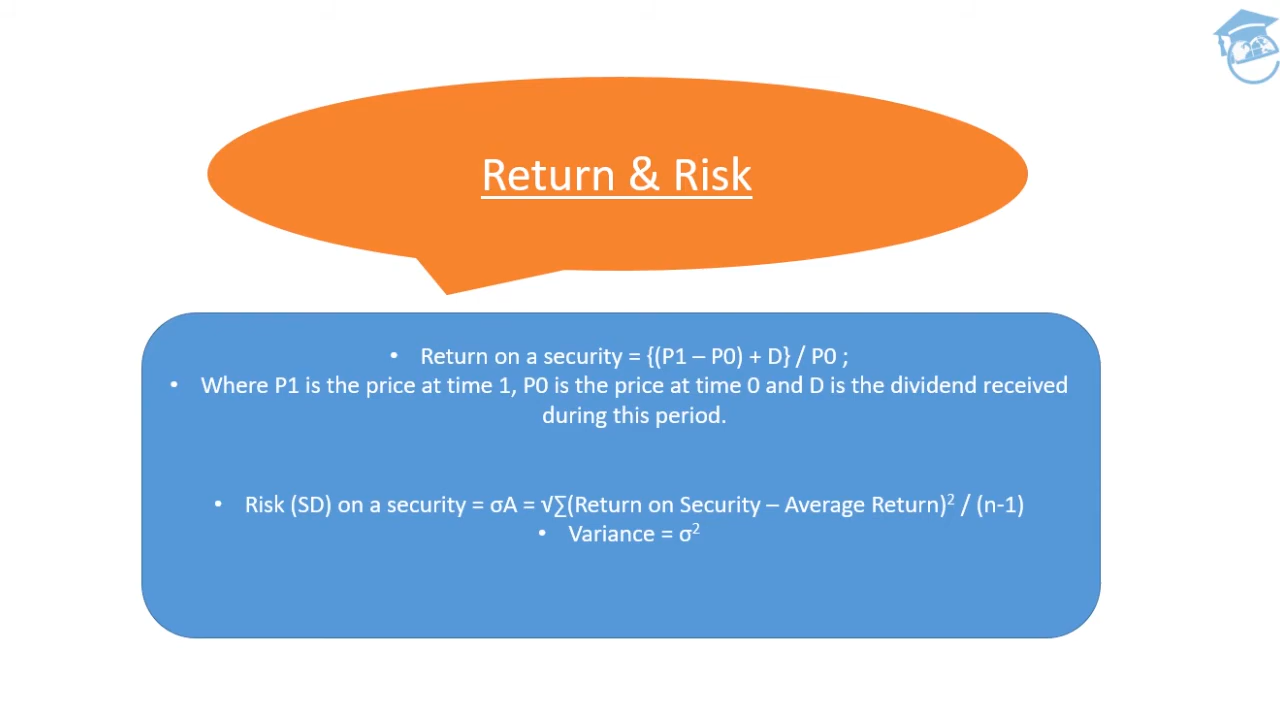 Return & Risk
• Return on a security = {(P1 – P0) + D} / P0 ;
• Where P1 is the price at time 1, P0 is the price at time 0 and D is the dividend received
during this period.
• Risk (SD) on a security = σA = √∑(Return on Security – Average Return)² / (n-1)
• Variance = σ²